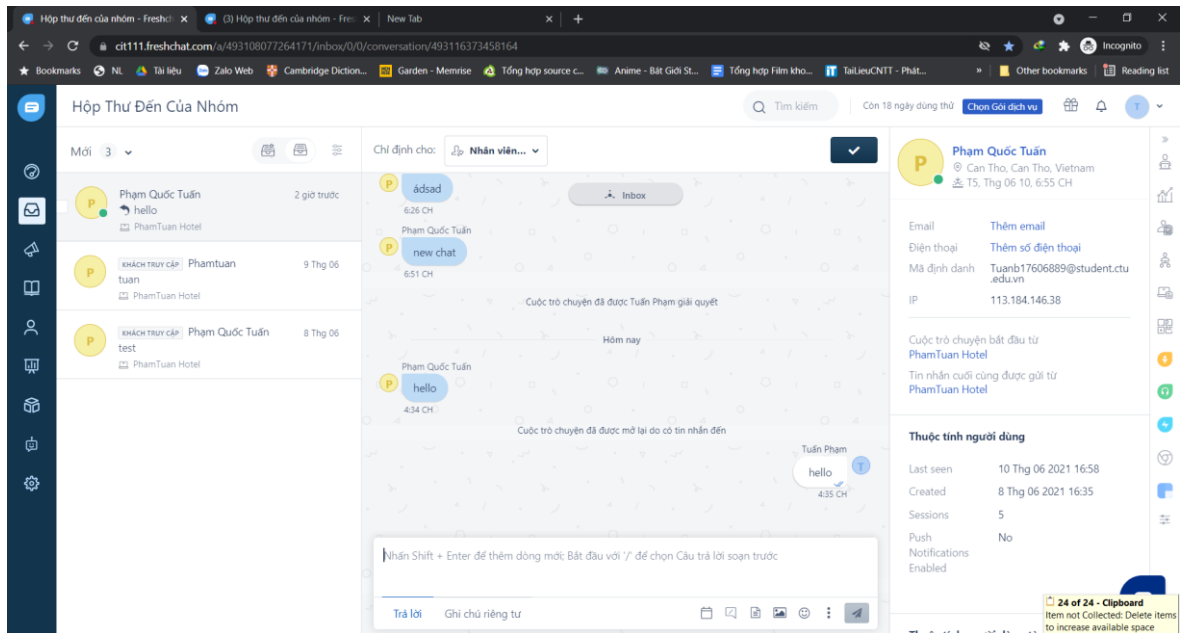 Hộp thư đến của nhóm - Freshch
(3) Hộp thư đến của nhóm - Fres
New Tab
cit111.freshchat.com/a/493108077264171/inbox/0/0/conversation/493116373458164
Incognito
Bookmarks
NL
Tài liệu
Zalo Web
Cambridge Diction...
Garden - Memrise
Tổng hợp source c...
Anime - Bát Giới St...
Tổng hợp Film kho...
TaiLieuCNTT - Phát...
»
Other bookmarks
Reading list
Hộp Thư Đến Của Nhóm
Tìm kiếm
Còn 18 ngày dùng thử
Chọn Gói dịch vụ
T
Mới 3
Phạm Quốc Tuấn
2 giờ trước
P
hello
PhamTuan Hotel
KHÁCH TRUY CẬP Phamtuan
9 Thg 06
P
tuan
PhamTuan Hotel
KHÁCH TRUY CẬP Phạm Quốc Tuấn
8 Thg 06
P
test
PhamTuan Hotel
Chỉ định cho:
Nhân viên...
Inbox
P
ádsad
6:26 CH
Phạm Quốc Tuấn
P
new chat
6:51 CH
Cuộc trò chuyện đã được Tuấn Phạm giải quyết
Hôm nay
Phạm Quốc Tuấn
P
hello
4:34 CH
Cuộc trò chuyện đã được mở lại do có tin nhắn đến
Tuấn Phạm
hello
T
4:35 CH
Nhấn Shift + Enter để thêm dòng mới; Bắt đầu với '/' để chọn Câu trả lời soạn trước
Trả lời
Ghi chú riêng tư
P
Phạm Quốc Tuấn
Can Tho, Can Tho, Vietnam
T5, Thg 06 10, 6:55 CH
Email
Thêm email
Điện thoại
Thêm số điện thoại
Mã định danh
Tuanb17606889@student.ctu
.edu.vn
IP
113.184.146.38
Cuộc trò chuyện bắt đầu từ
PhamTuan Hotel
Tin nhắn cuối cùng được gửi từ
PhamTuan Hotel
Thuộc tính người dùng
Last seen
10 Thg 06 2021 16:58
Created
8 Thg 06 2021 16:35
Sessions
5
Push
Notifications
Enabled
No
24 of 24 - Clipboard
Item not Collected: Delete items
to increase available space